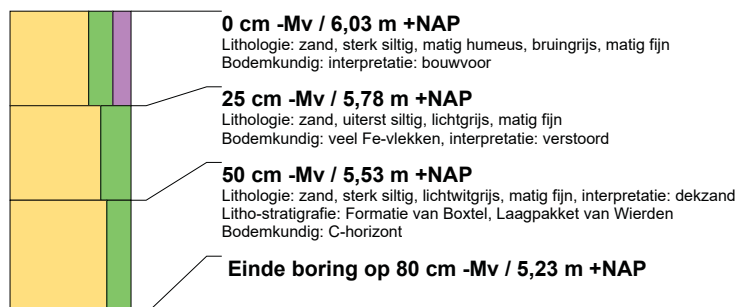 0 cm -Mv / 6,03 m +NAP
Lithologie: zand, sterk siltig, matig humeus, bruingrijs, matig fijn
Bodemkundig: interpretatie: bouwvoor
25 cm -Mv / 5,78 m +NAP
Lithologie: zand, uiterst siltig, lichtgrijs, matig fijn
Bodemkundig: veel Fe-vlekken, interpretatie: verstoord
50 cm -Mv / 5,53 m +NAP
Lithologie: zand, sterk siltig, lichtwitgrijs, matig fijn, interpretatie: dekzand
Litho-stratigrafie: Formatie van Boxtel, Laagpakket van Wierden
Bodemkundig: C-horizont
Einde boring op 80 cm -Mv / 5,23 m +NAP